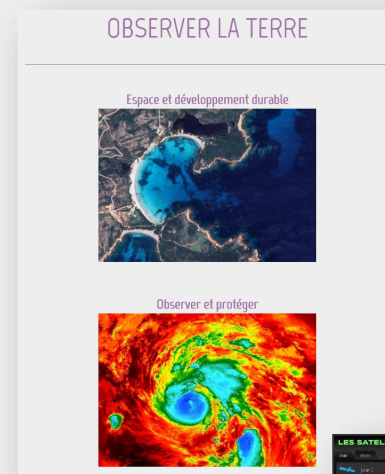 OBSERVER LA TERRE
Espace et développement durable
Observer et protéger
LES SATEL